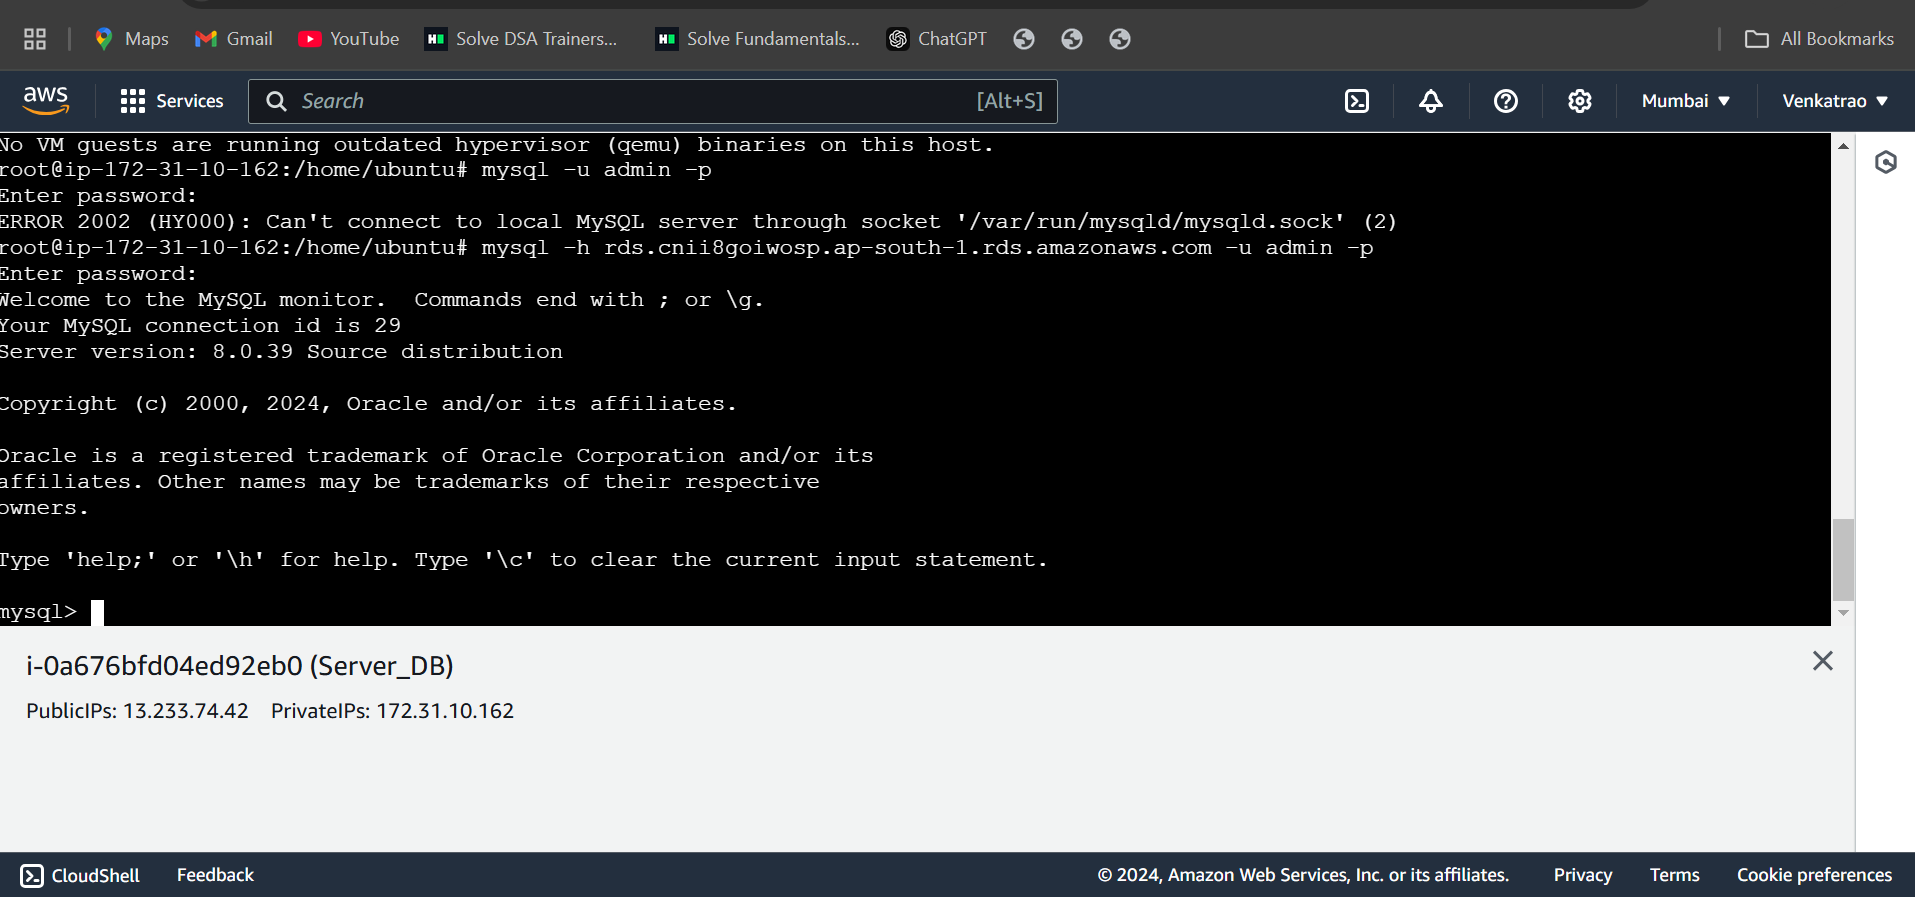 Maps Gmail YouTube Solve DSA Trainers... Solve Fundamentals... ChatGPT All Bookmarks
aws Services Search [Alt+S] Mumbai Venkatrao
No VM guests are running outdated hypervisor (qemu) binaries on this host.
root@ip-172-31-10-162:/home/ubuntu# mysql -u admin -p
Enter password:
ERROR 2002 (HY000): Can't connect to local MySQL server through socket '/var/run/mysqld/mysqld.sock' (2)
root@ip-172-31-10-162:/home/ubuntu# mysql -h rds.cnii8goiwosp.ap-south-1.rds.amazonaws.com -u admin -p
Enter password:
Welcome to the MySQL monitor.  Commands end with ; or \g.
Your MySQL connection id is 29
Server version: 8.0.39 Source distribution
Copyright (c) 2000, 2024, Oracle and/or its affiliates.
Oracle is a registered trademark of Oracle Corporation and/or its
affiliates. Other names may be trademarks of their respective
owners.
Type 'help;' or '\h' for help. Type '\c' to clear the current input statement.
mysql>
i-0a676bfd04ed92eb0 (Server_DB)
PublicIPs: 13.233.74.42 PrivateIPs: 172.31.10.162
CloudShell Feedback © 2024, Amazon Web Services, Inc. or its affiliates. Privacy Terms Cookie preferences